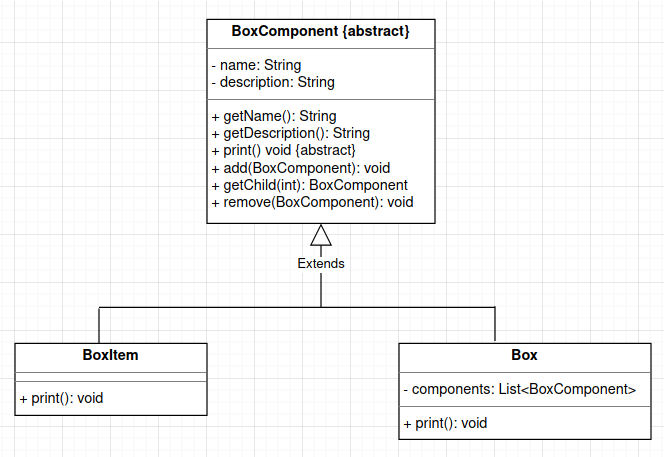 BoxComponent {abstract}
- name: String
- description: String
+ getName(): String
+ getDescription(): String
+ print() void {abstract}
+ add(BoxComponent): void
+ getChild(int): BoxComponent
+ remove(BoxComponent): void
Extends
BoxItem
+ print(): void
Box
- components: List<BoxComponent>
+ print(): void